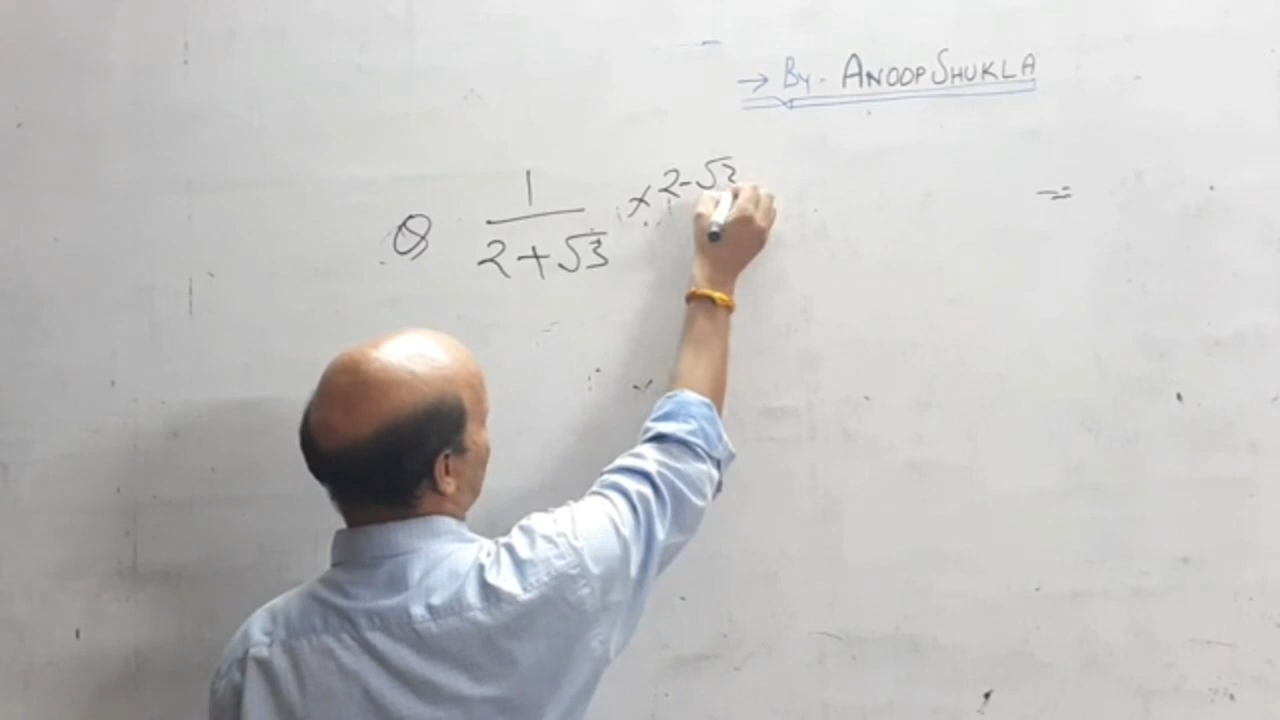 → By - ANOOP SHUKLA
Q 1 × 2-√3 =
2+√3